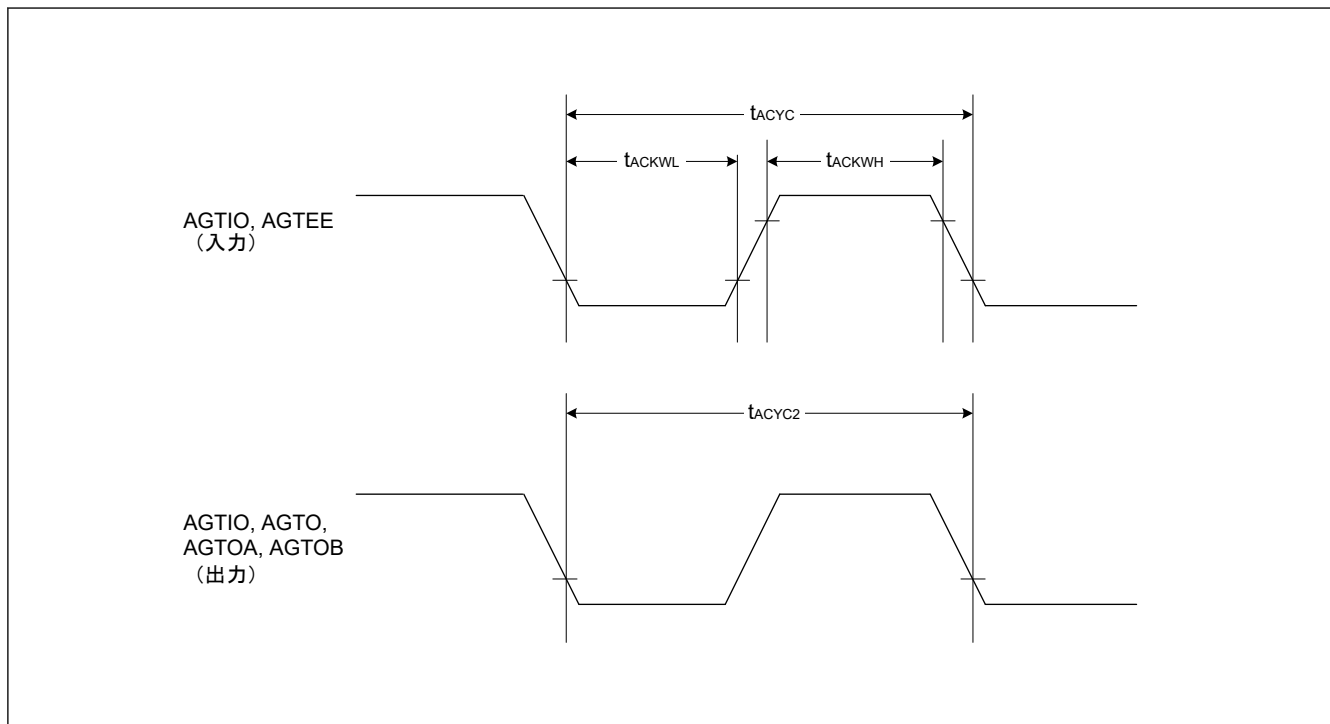 tACYC
tACKWL
tACKWH
AGTIO, AGTEE
（入力）
tACYC2
AGTIO, AGTO,
AGTOA, AGTOB
（出力）